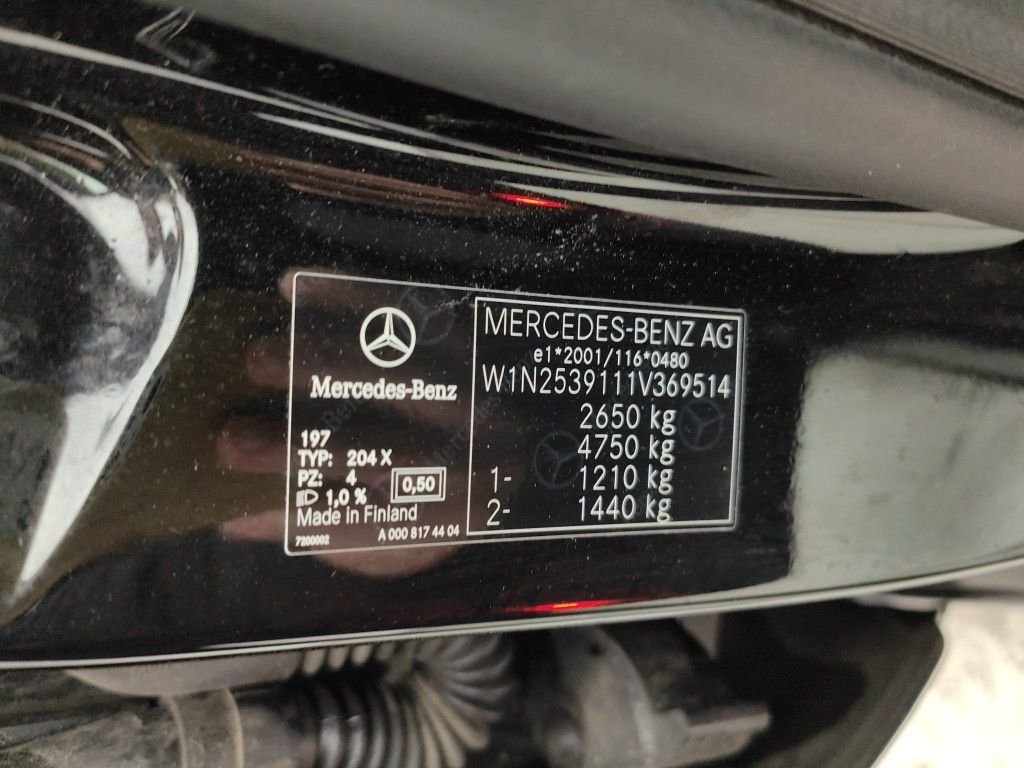 Mercedes-Benz
197
TYP: 204 X
PZ: 4
0,50
1,0 %
Made in Finland
7200002
A 000 817 44 04
MERCEDES-BENZ AG
e1*2001/116*0480
W1N2539111V369514
2650 kg
4750 kg
1- 1210 kg
2- 1440 kg